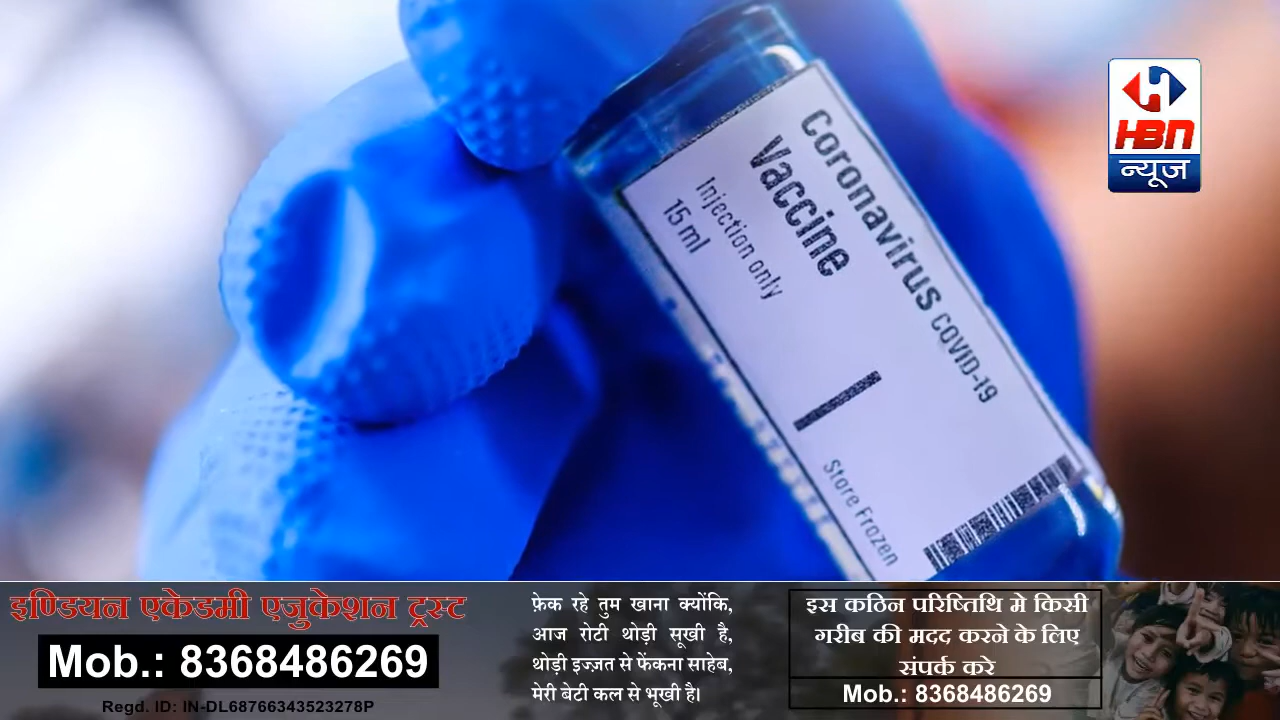 HBN
न्यूज
Coronavirus COVID-19
Vaccine
Injection only
15 ml
Store Frozen
इण्डियन एकेडमी एजुकेशन ट्रस्ट
Mob.: 8368486269
Regd. ID: IN-DL68766343523278P
फ़ेक रहे तुम खाना क्योंकि,
आज रोटी थोड़ी सूखी है,
थोड़ी इज्ज़त से फेंकना साहेब,
मेरी बेटी कल से भूखी है।
इस कठिन परिष्तिथि मे किसी
गरीब की मदद करने के लिए
संपर्क करे
Mob.: 8368486269